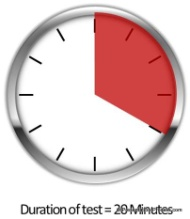 Duration of test = 20 Minutes